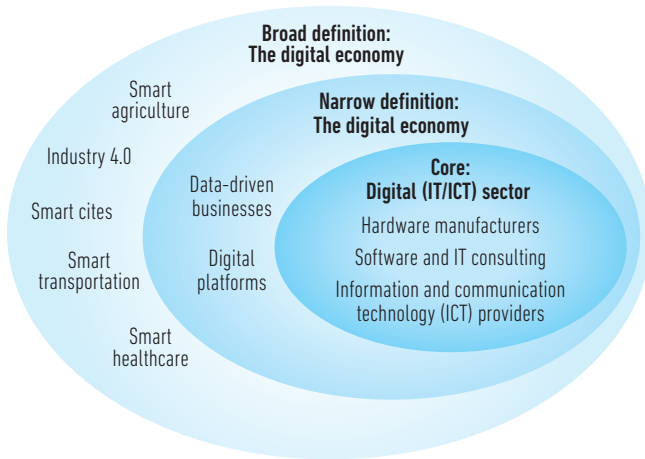 Broad definition:
The digital economy
Smart
agriculture
Industry 4.0
Smart cites
Smart
transportation
Smart
healthcare
Narrow definition:
The digital economy
Data-driven
businesses
Digital
platforms
Core:
Digital (IT/ICT) sector
Hardware manufacturers
Software and IT consulting
Information and communication
technology (ICT) providers